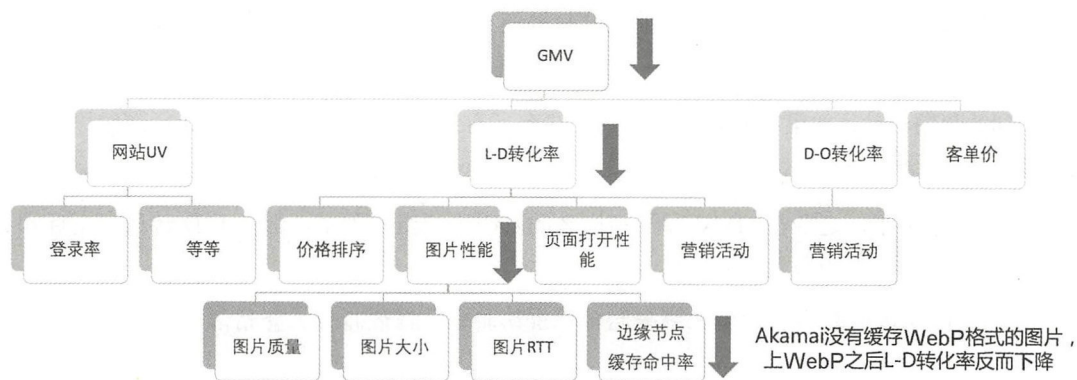 GMV
网站UV
L-D转化率
D-O转化率
客单价
登录率
等等
价格排序
图片性能
页面打开性
能
营销活动
营销活动
图片质量
图片大小
图片RTT
边缘节点
缓存命中率
Akamai没有缓存WebP格式的图片，
上WebP之后L-D转化率反而下降